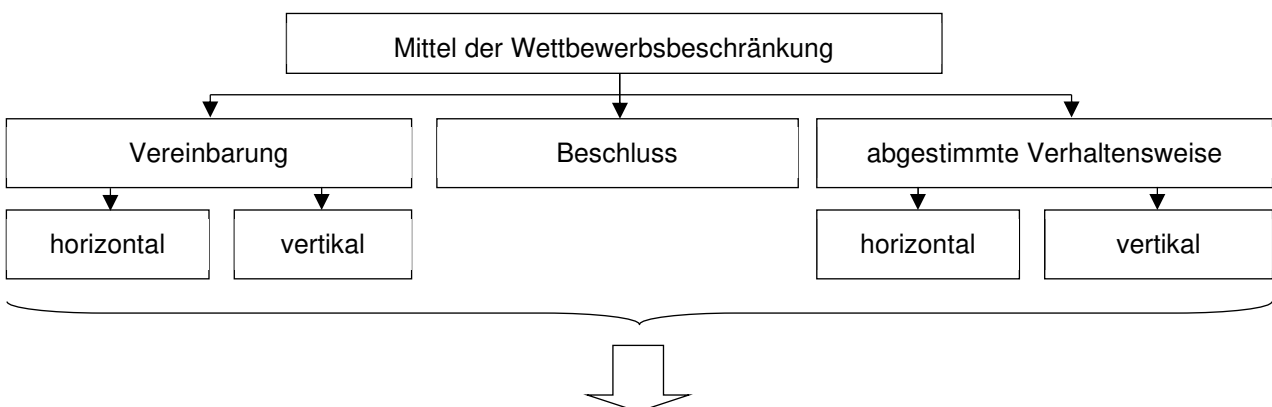 Mittel der Wettbewerbsbeschränkung
Vereinbarung
Beschluss
abgestimmte Verhaltensweise
horizontal
vertikal
horizontal
vertikal